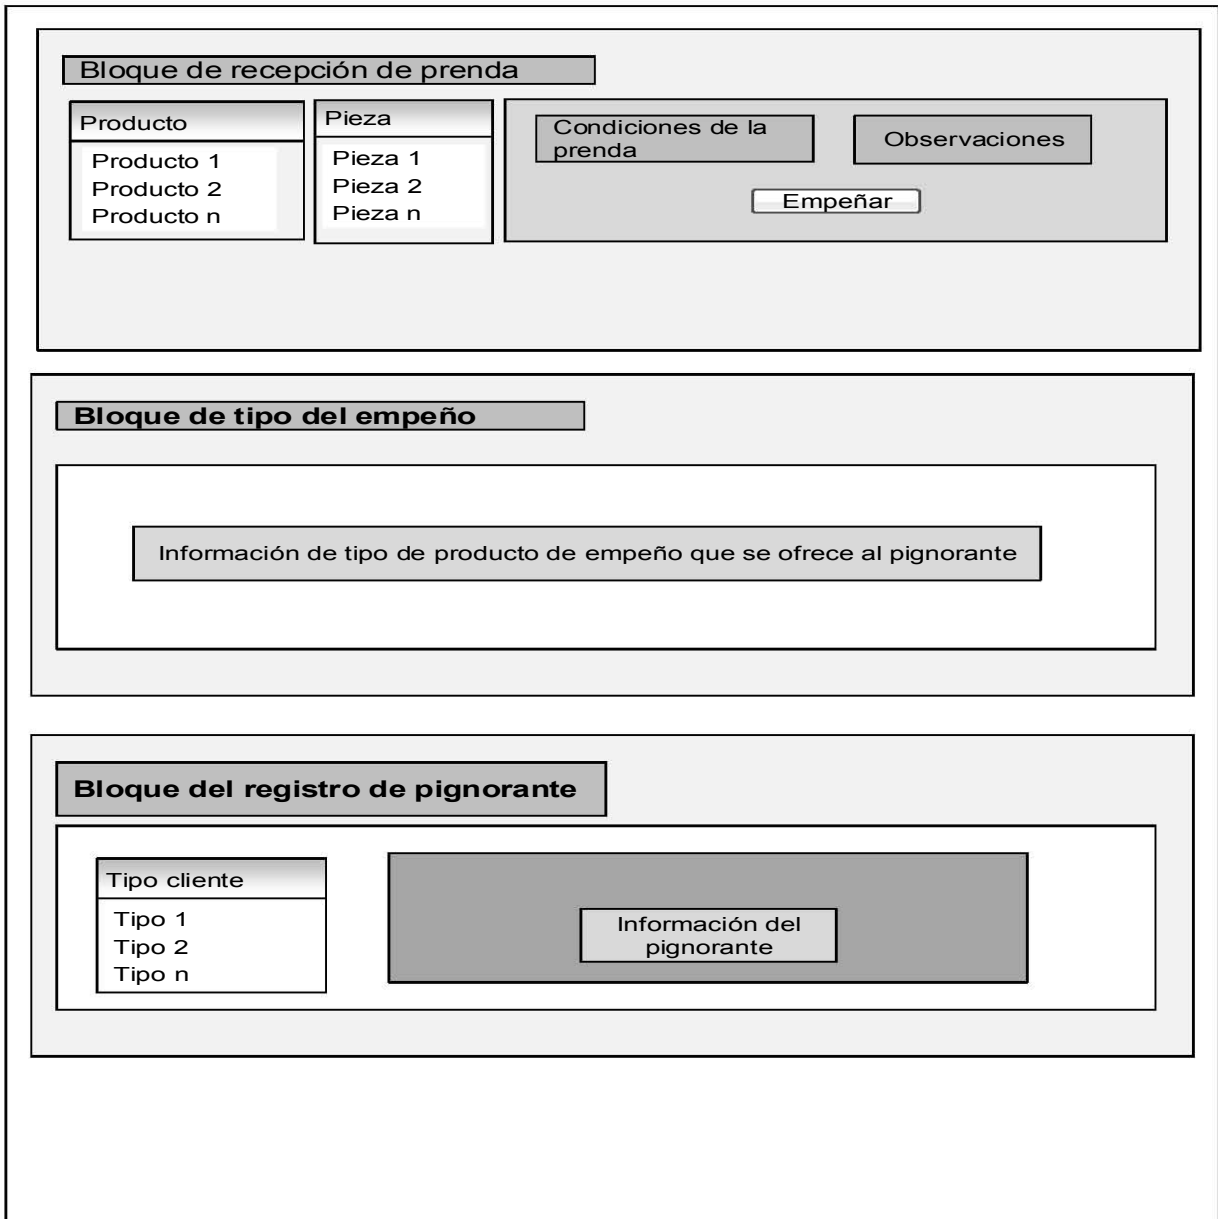 Bloque de recepción de prenda
Producto
Producto 1
Producto 2
Producto n
Pieza
Pieza 1
Pieza 2
Pieza n
Condiciones de la
prenda
Observaciones
Empeñar
Bloque de tipo del empeño
Información de tipo de producto de empeño que se ofrece al pignorante
Bloque del registro de pignorante
Tipo cliente
Tipo 1
Tipo 2
Tipo n
Información del
pignorante